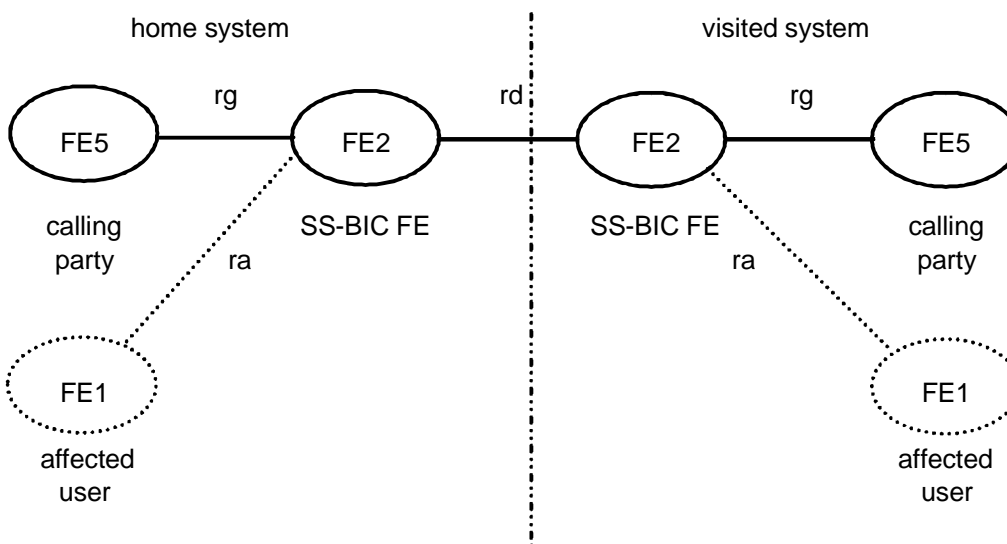 home system
visited system
rg
rd
rg
FE5
FE2
FE2
FE5
calling
party
SS-BIC FE
SS-BIC FE
calling
party
ra
ra
FE1
FE1
affected
user
affected
user